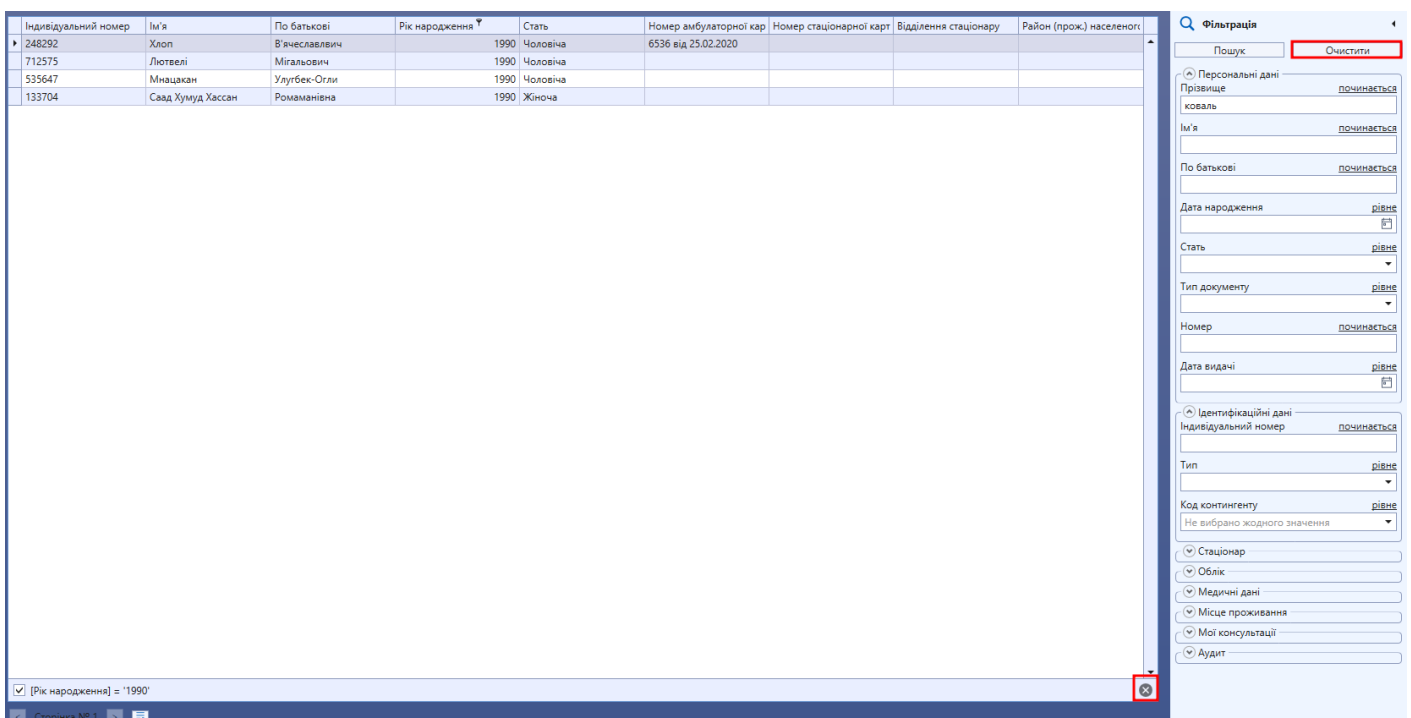 Індивідуальний номер Ім'я По батькові Рік народження Стать Номер амбулаторної кар Номер стаціонарної карт Відділення стаціонару Район (прож.) населеного
248292 Хлоп В'ячеславлвич 1990 Чоловіча 6536 від 25.02.2020
712575 Лютвелі Мігальович 1990 Чоловіча
535647 Мнацакан Улугбек-Огли 1990 Чоловіча
133704 Саад Хумуд Хассан Ромаманівна 1990 Жіноча
[Рік народження] = '1990'
Сторінка № 1
Фільтрація
Пошук Очистити
Персональні дані
Прізвище починається
коваль
Ім'я починається
По батькові починається
Дата народження рівне
Стать рівне
Тип документу рівне
Номер починається
Дата видачі рівне
Ідентифікаційні дані
Індивідуальний номер починається
Тип рівне
Код контингенту рівне
Не вибрано жодного значення
Стаціонар
Облік
Медичні дані
Місце проживання
Мої консультації
Аудит